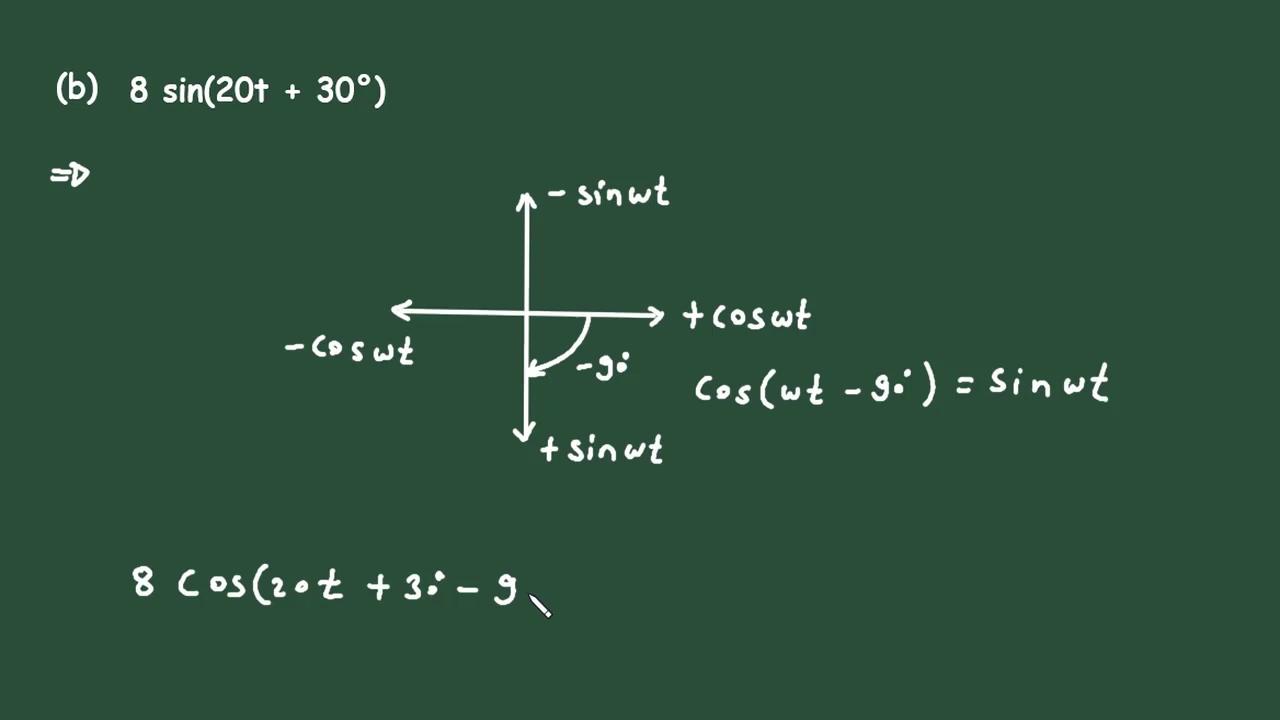 (b) 8 sin(20t + 30°)
⇒
- sinωt
+ cosωt
- cosωt
-90°
cos(ωt - 90°) = sinωt
+ sinωt
8 cos(20t + 30° - 9